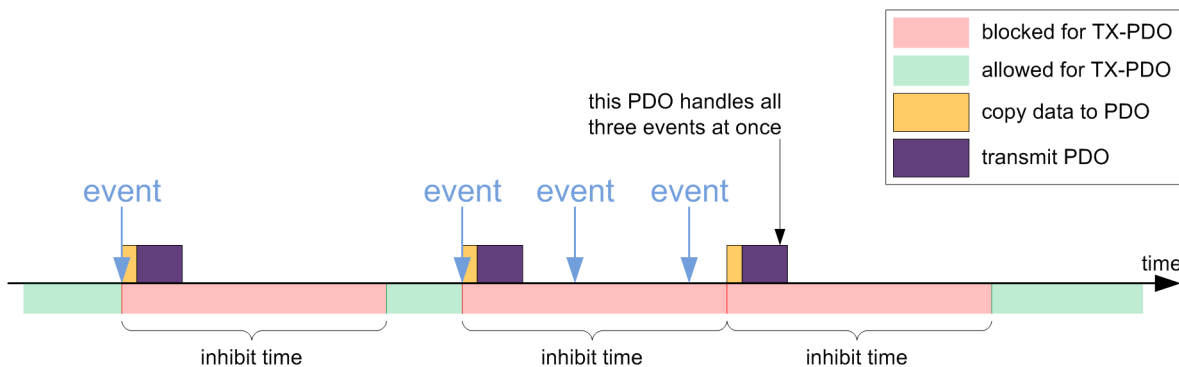 blocked for TX-PDO
allowed for TX-PDO
copy data to PDO
transmit PDO
this PDO handles all
three events at once
event
event
event
event
time
inhibit time
inhibit time
inhibit time